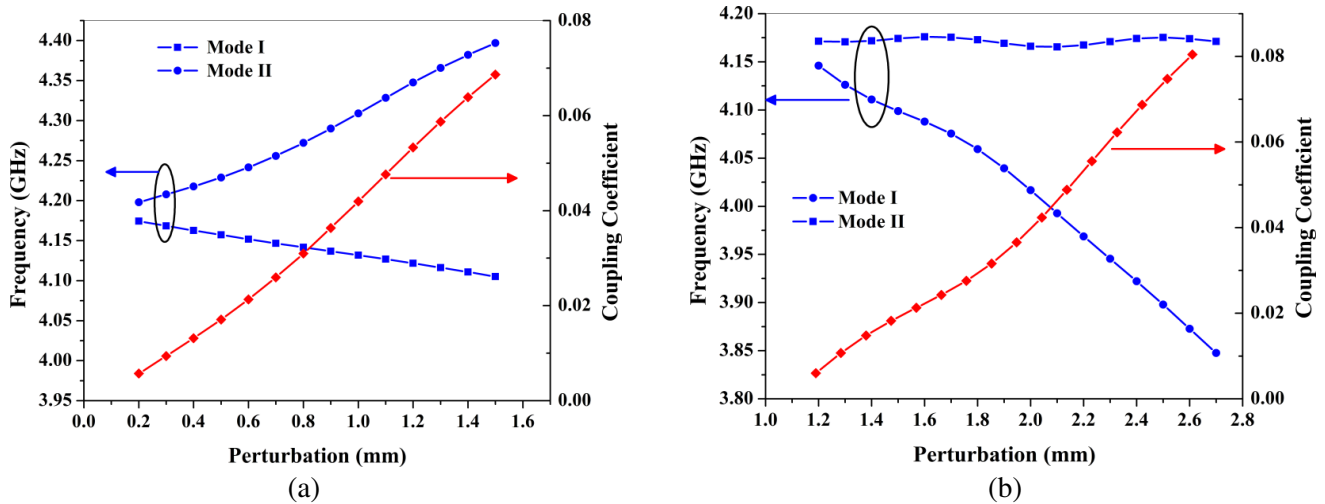 4.40
4.35
4.30
4.25
4.20
4.15
4.10
4.05
4.00
3.95
Frequency (GHz)
Mode I
Mode II
0.08
0.06
0.04
0.02
0.00
Coupling Coefficient
0.0 0.2 0.4 0.6 0.8 1.0 1.2 1.4 1.6
Perturbation (mm)
(a)
4.20
4.15
4.10
4.05
4.00
3.95
3.90
3.85
3.80
Frequency (GHz)
Mode I
Mode II
0.08
0.06
0.04
0.02
0.00
Coupling Coefficient
1.0 1.2 1.4 1.6 1.8 2.0 2.2 2.4 2.6 2.8
Perturbation (mm)
(b)